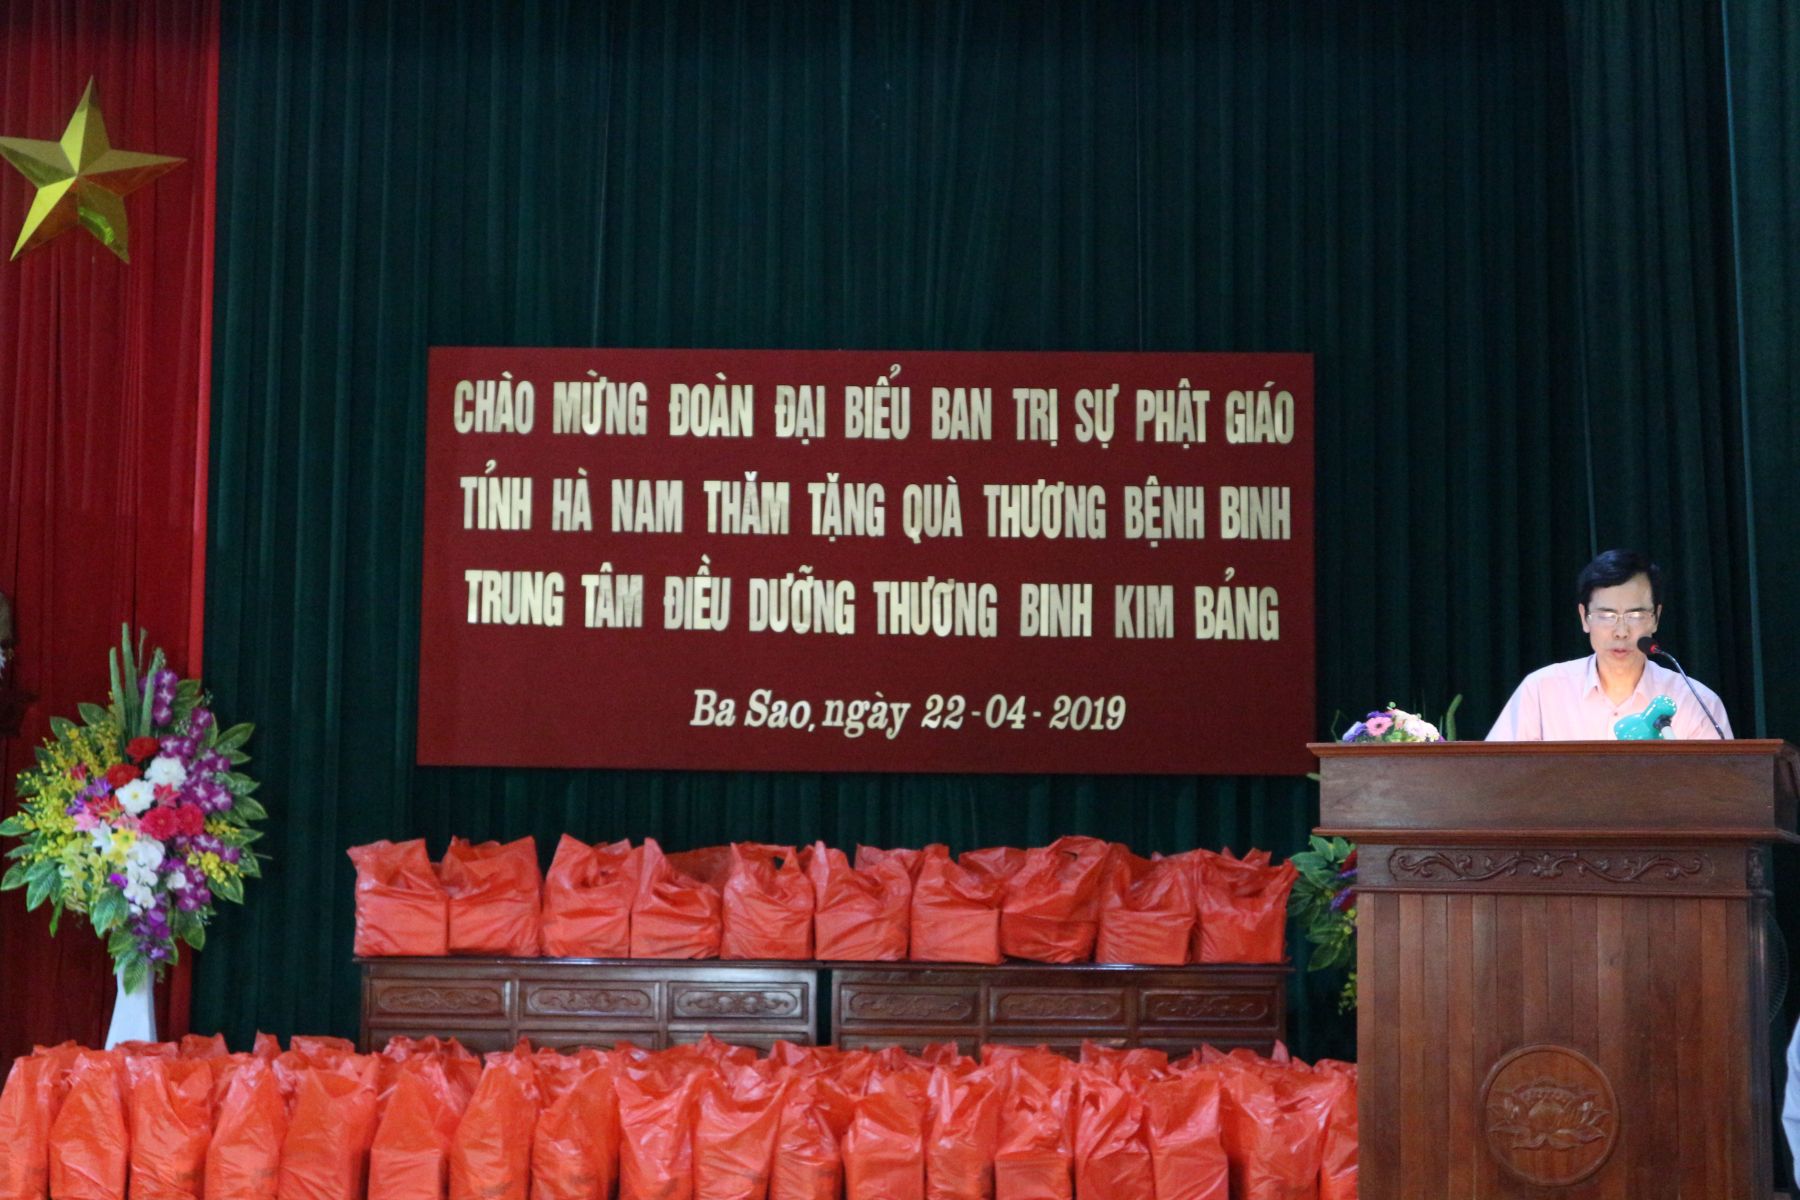 CHÀO MỪNG ĐOÀN ĐẠI BIỂU BAN TRỊ SỰ PHẬT GIÁO
TỈNH HÀ NAM THĂM TẶNG QUÀ THƯƠNG BỆNH BINH
TRUNG TÂM ĐIỀU DƯỠNG THƯƠNG BINH KIM BẢNG
Ba Sao, ngày 22-04-2019